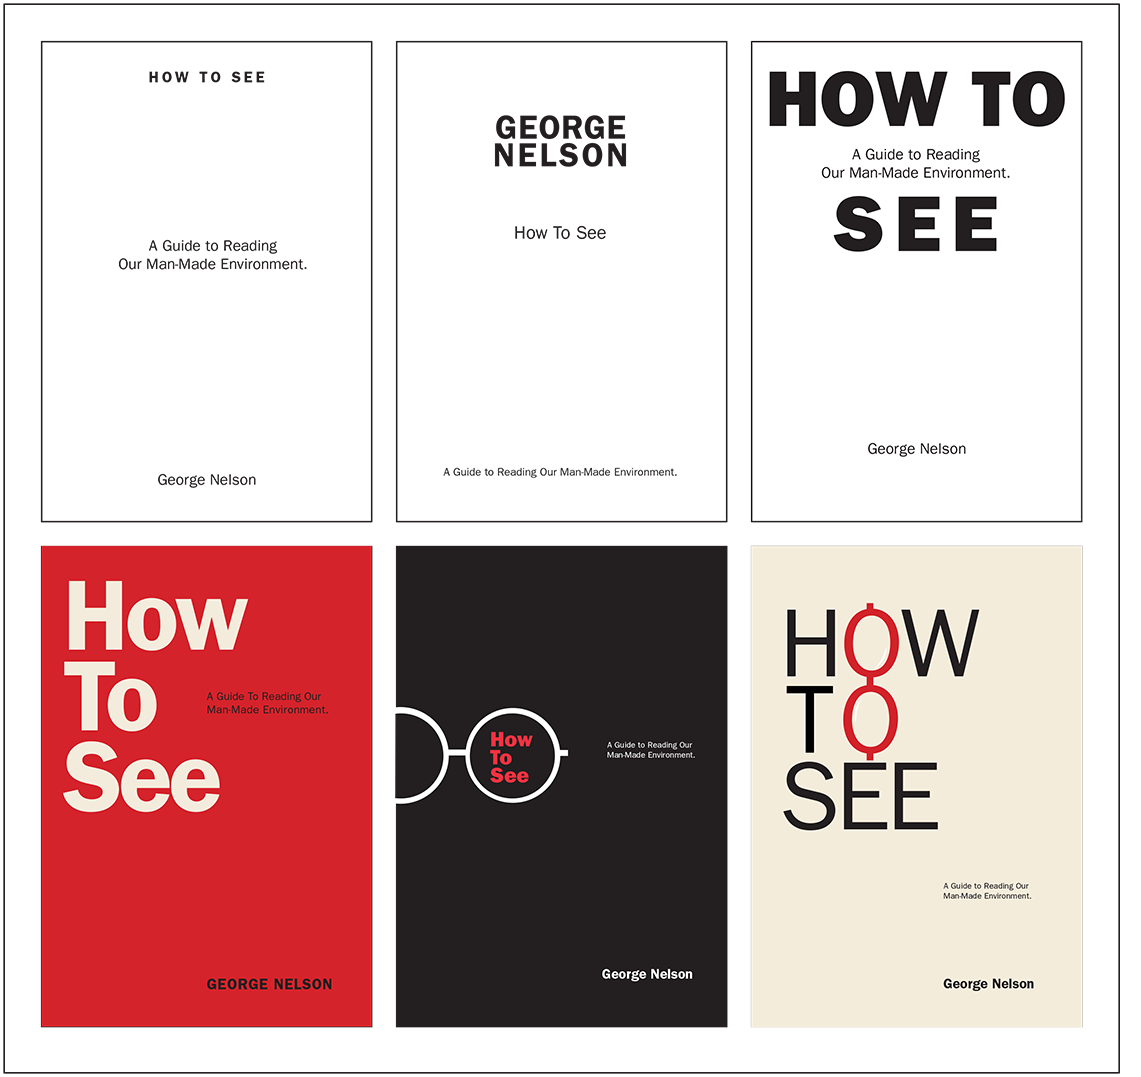 HOW TO SEE
A Guide to Reading
Our Man-Made Environment.
George Nelson
GEORGE
NELSON
How To See
A Guide to Reading Our Man-Made Environment.
HOW TO
A Guide to Reading
Our Man-Made Environment.
SEE
George Nelson
How
To
See
A Guide To Reading Our
Man-Made Environment.
GEORGE NELSON
How
To
See
A Guide to Reading Our
Man-Made Environment.
George Nelson
HOW
TO
SEE
A Guide to Reading Our
Man-Made Environment.
George Nelson